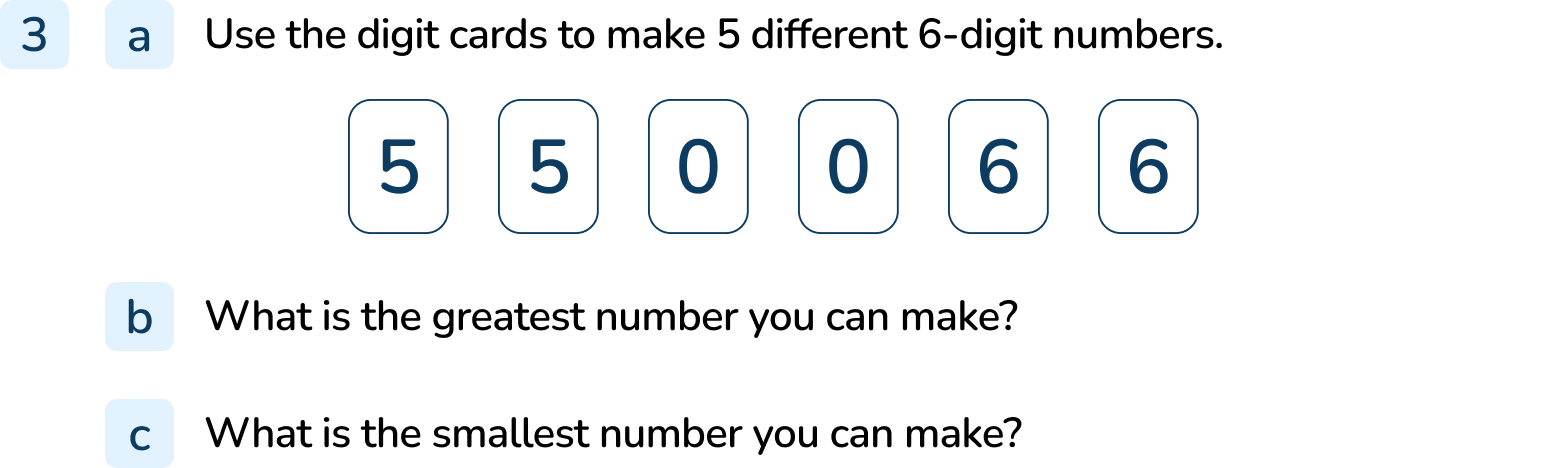 3 a Use the digit cards to make 5 different 6-digit numbers.
5 5 0 0 6 6
b What is the greatest number you can make?
c What is the smallest number you can make?